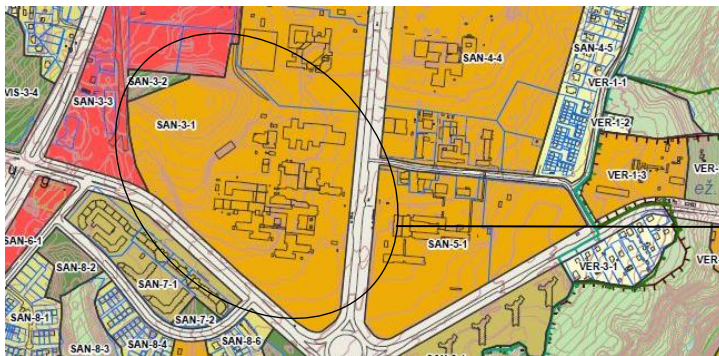 SAN-4-5
SAN-4-4
VER-1-1
SAN-3-2
VIS-3-4
SAN-3-3
VER-1-2
SAN-3-1
VER-1-3
VER-
u
g
ež
SAN-6-1
SAN-5-1
SAN-8-2
VER-3-1
VER
SAN-7-1
SAN-8-1
SAN-7-2
SAN-8-3
SAN-8-4
SAN-8-6